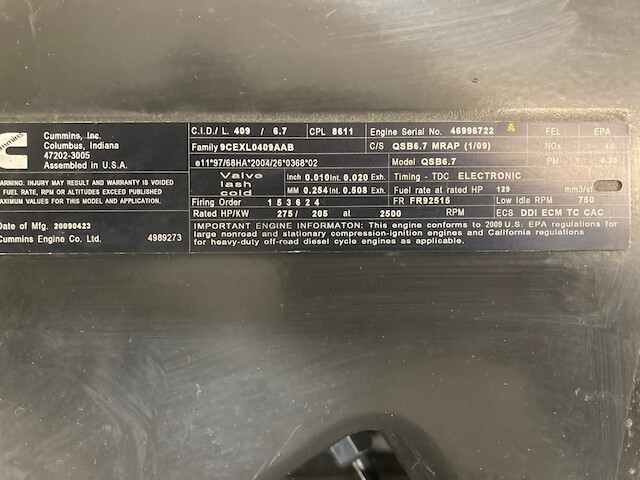 Cummins, Inc.
Columbus, Indiana
47202-3005
Assembled in U.S.A.
WARNING: INJURY MAY RESULT AND WARRANTY IS VOIDED
IF FUEL RATE, RPM OR ALTITUDES EXCEED PUBLISHED
MAXIMUM VALUES FOR THIS MODEL AND APPLICATION.
Date of Mfg. 20090423
Cummins Engine Co. Ltd. 4989273
C.I.D./ L. 409 / 6.7 CPL 8611 Engine Serial No. 46996722 FEL EPA
Family 9CEXL0409AAB C/S QSB6.7 MRAP (1/09) NOx 4.0
e11*97/68HA*2004/26*0368*02 Model QSB6.7 PM 0.20
Valve lash cold Inch 0.010 Int. 0.020 Exh. Timing - TDC ELECTRONIC
MM 0.254 Int. 0.508 Exh. Fuel rate at rated HP 129 mm3/st
Firing Order 1 5 3 6 2 4 FR FR92515 Low Idle RPM 750
Rated HP/KW 275/ 205 at 2500 RPM ECS DDI ECM TC CAC
IMPORTANT ENGINE INFORMATON: This engine conforms to 2009 U.S. EPA regulations for
large nonroad and stationary compression-ignition engines and California regulations
for heavy-duty off-road diesel cycle engines as applicable.